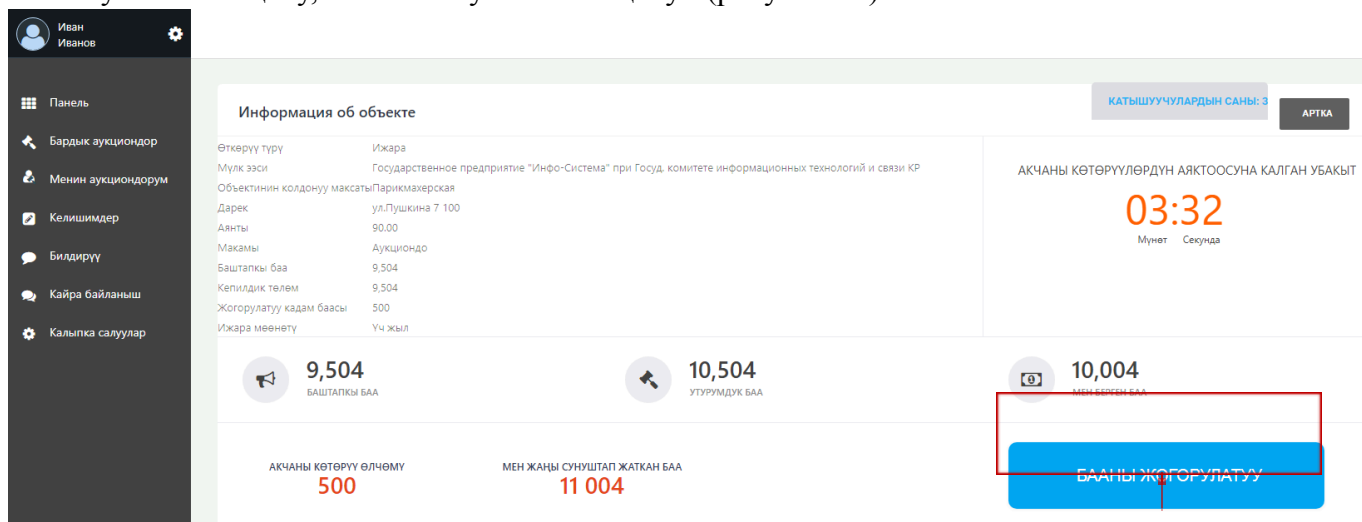 Иван
Иванов
Панель
Бардык аукциондор
Менин аукциондорум
Келишимдер
Билдирүү
Кайра байланыш
Калыпка салуулар
Информация об объекте
КАТЫШУУЧУЛАРДЫН САНЫ: 3
АРТКА
Өткөрүү түрү Ижара
Мүлк ээси Государственное предприятие "Инфо-Система" при Госуд. комитете информационных технологий и связи КР
Объектинин колдонуу максаты Парикмахерская
Дарек ул.Пушкина 7 100
Аянты 90.00
Макамы Аукциондо
Баштапкы баа 9,504
Кепилдик төлөм 9,504
Жогорулатуу кадам баасы 500
Ижара мөөнөтү Үч жыл
АКЧАНЫ КӨТӨРҮҮЛӨРДҮН АЯКТООСУНА КАЛГАН УБАКЫТ
03:32
Мүнөт Секунда
9,504
БАШТАПКЫ БАА
10,504
УТУРУМДУК БАА
10,004
МЕН БЕРГЕН БАА
АКЧАНЫ КӨТӨРҮҮ ӨЛЧӨМҮ
500
МЕН ЖАҢЫ СУНУШТАП ЖАТКАН БАА
11 004
БААНЫ ЖОГОРУЛАТУУ